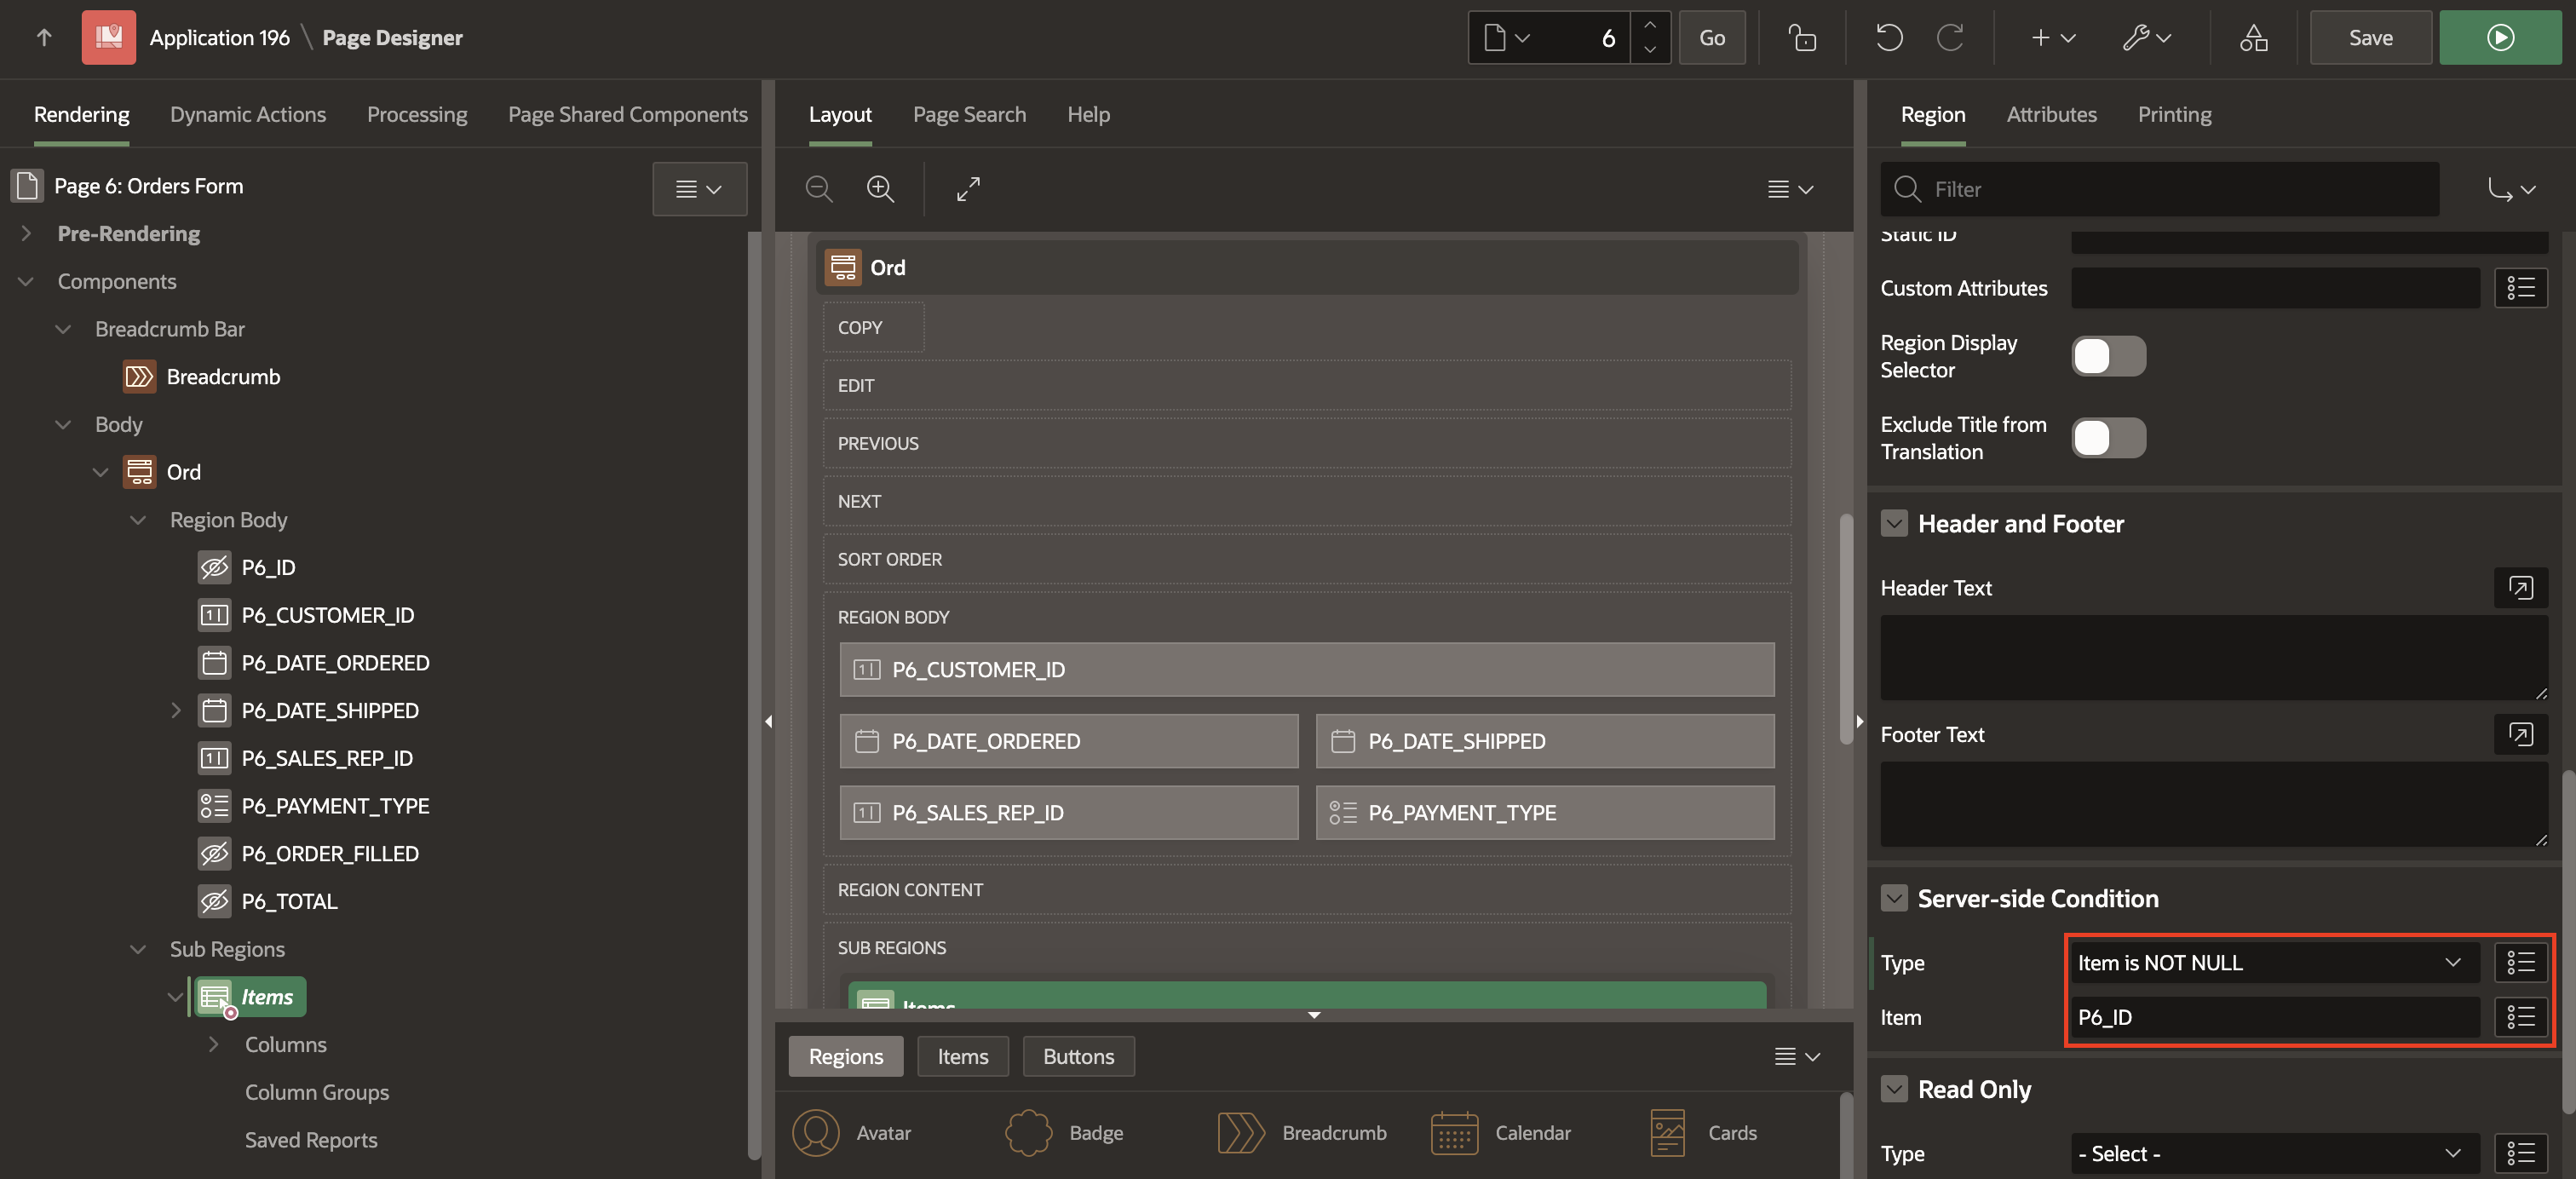 Application 196 \ Page Designer
6
Go
Save
Rendering
Dynamic Actions
Processing
Page Shared Components
Page 6: Orders Form
Pre-Rendering
Components
Breadcrumb Bar
Breadcrumb
Body
Ord
Region Body
P6_ID
P6_CUSTOMER_ID
P6_DATE_ORDERED
P6_DATE_SHIPPED
P6_SALES_REP_ID
P6_PAYMENT_TYPE
P6_ORDER_FILLED
P6_TOTAL
Sub Regions
Items
Columns
Column Groups
Saved Reports
Layout
Page Search
Help
Ord
COPY
EDIT
PREVIOUS
NEXT
SORT ORDER
REGION BODY
P6_CUSTOMER_ID
P6_DATE_ORDERED
P6_DATE_SHIPPED
P6_SALES_REP_ID
P6_PAYMENT_TYPE
REGION CONTENT
SUB REGIONS
Items
Regions
Items
Buttons
Avatar
Badge
Breadcrumb
Calendar
Cards
Region
Attributes
Printing
Filter
Static ID
Custom Attributes
Region Display
Selector
Exclude Title from
Translation
Header and Footer
Header Text
Footer Text
Server-side Condition
Type
Item is NOT NULL
Item
P6_ID
Read Only
Type
- Select -